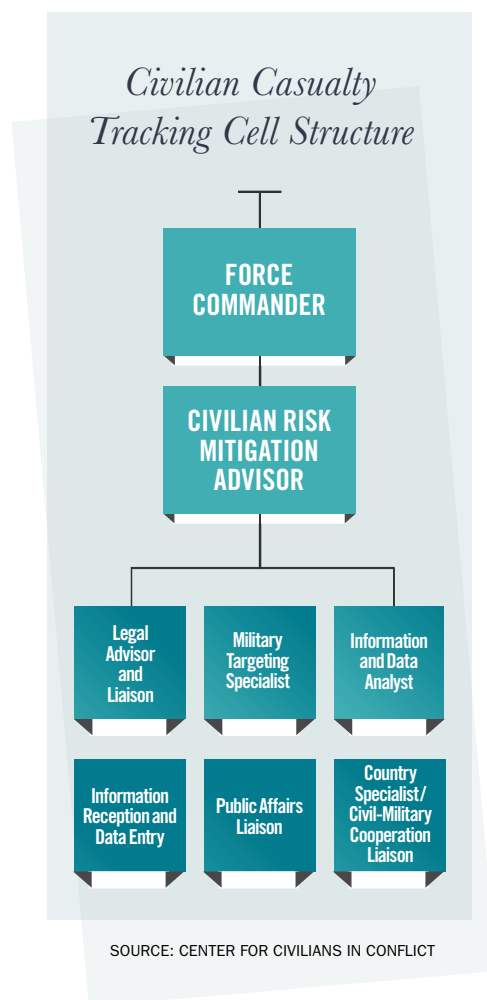 Civilian Casualty
Tracking Cell Structure
FORCE
COMMANDER
CIVILIAN RISK
MITIGATION
ADVISOR
Legal
Advisor
and
Liaison
Military
Targeting
Specialist
Information
and Data
Analyst
Information
Reception and
Data Entry
Public Affairs
Liaison
Country
Specialist/
Civil-Military
Cooperation
Liaison
SOURCE: CENTER FOR CIVILIANS IN CONFLICT